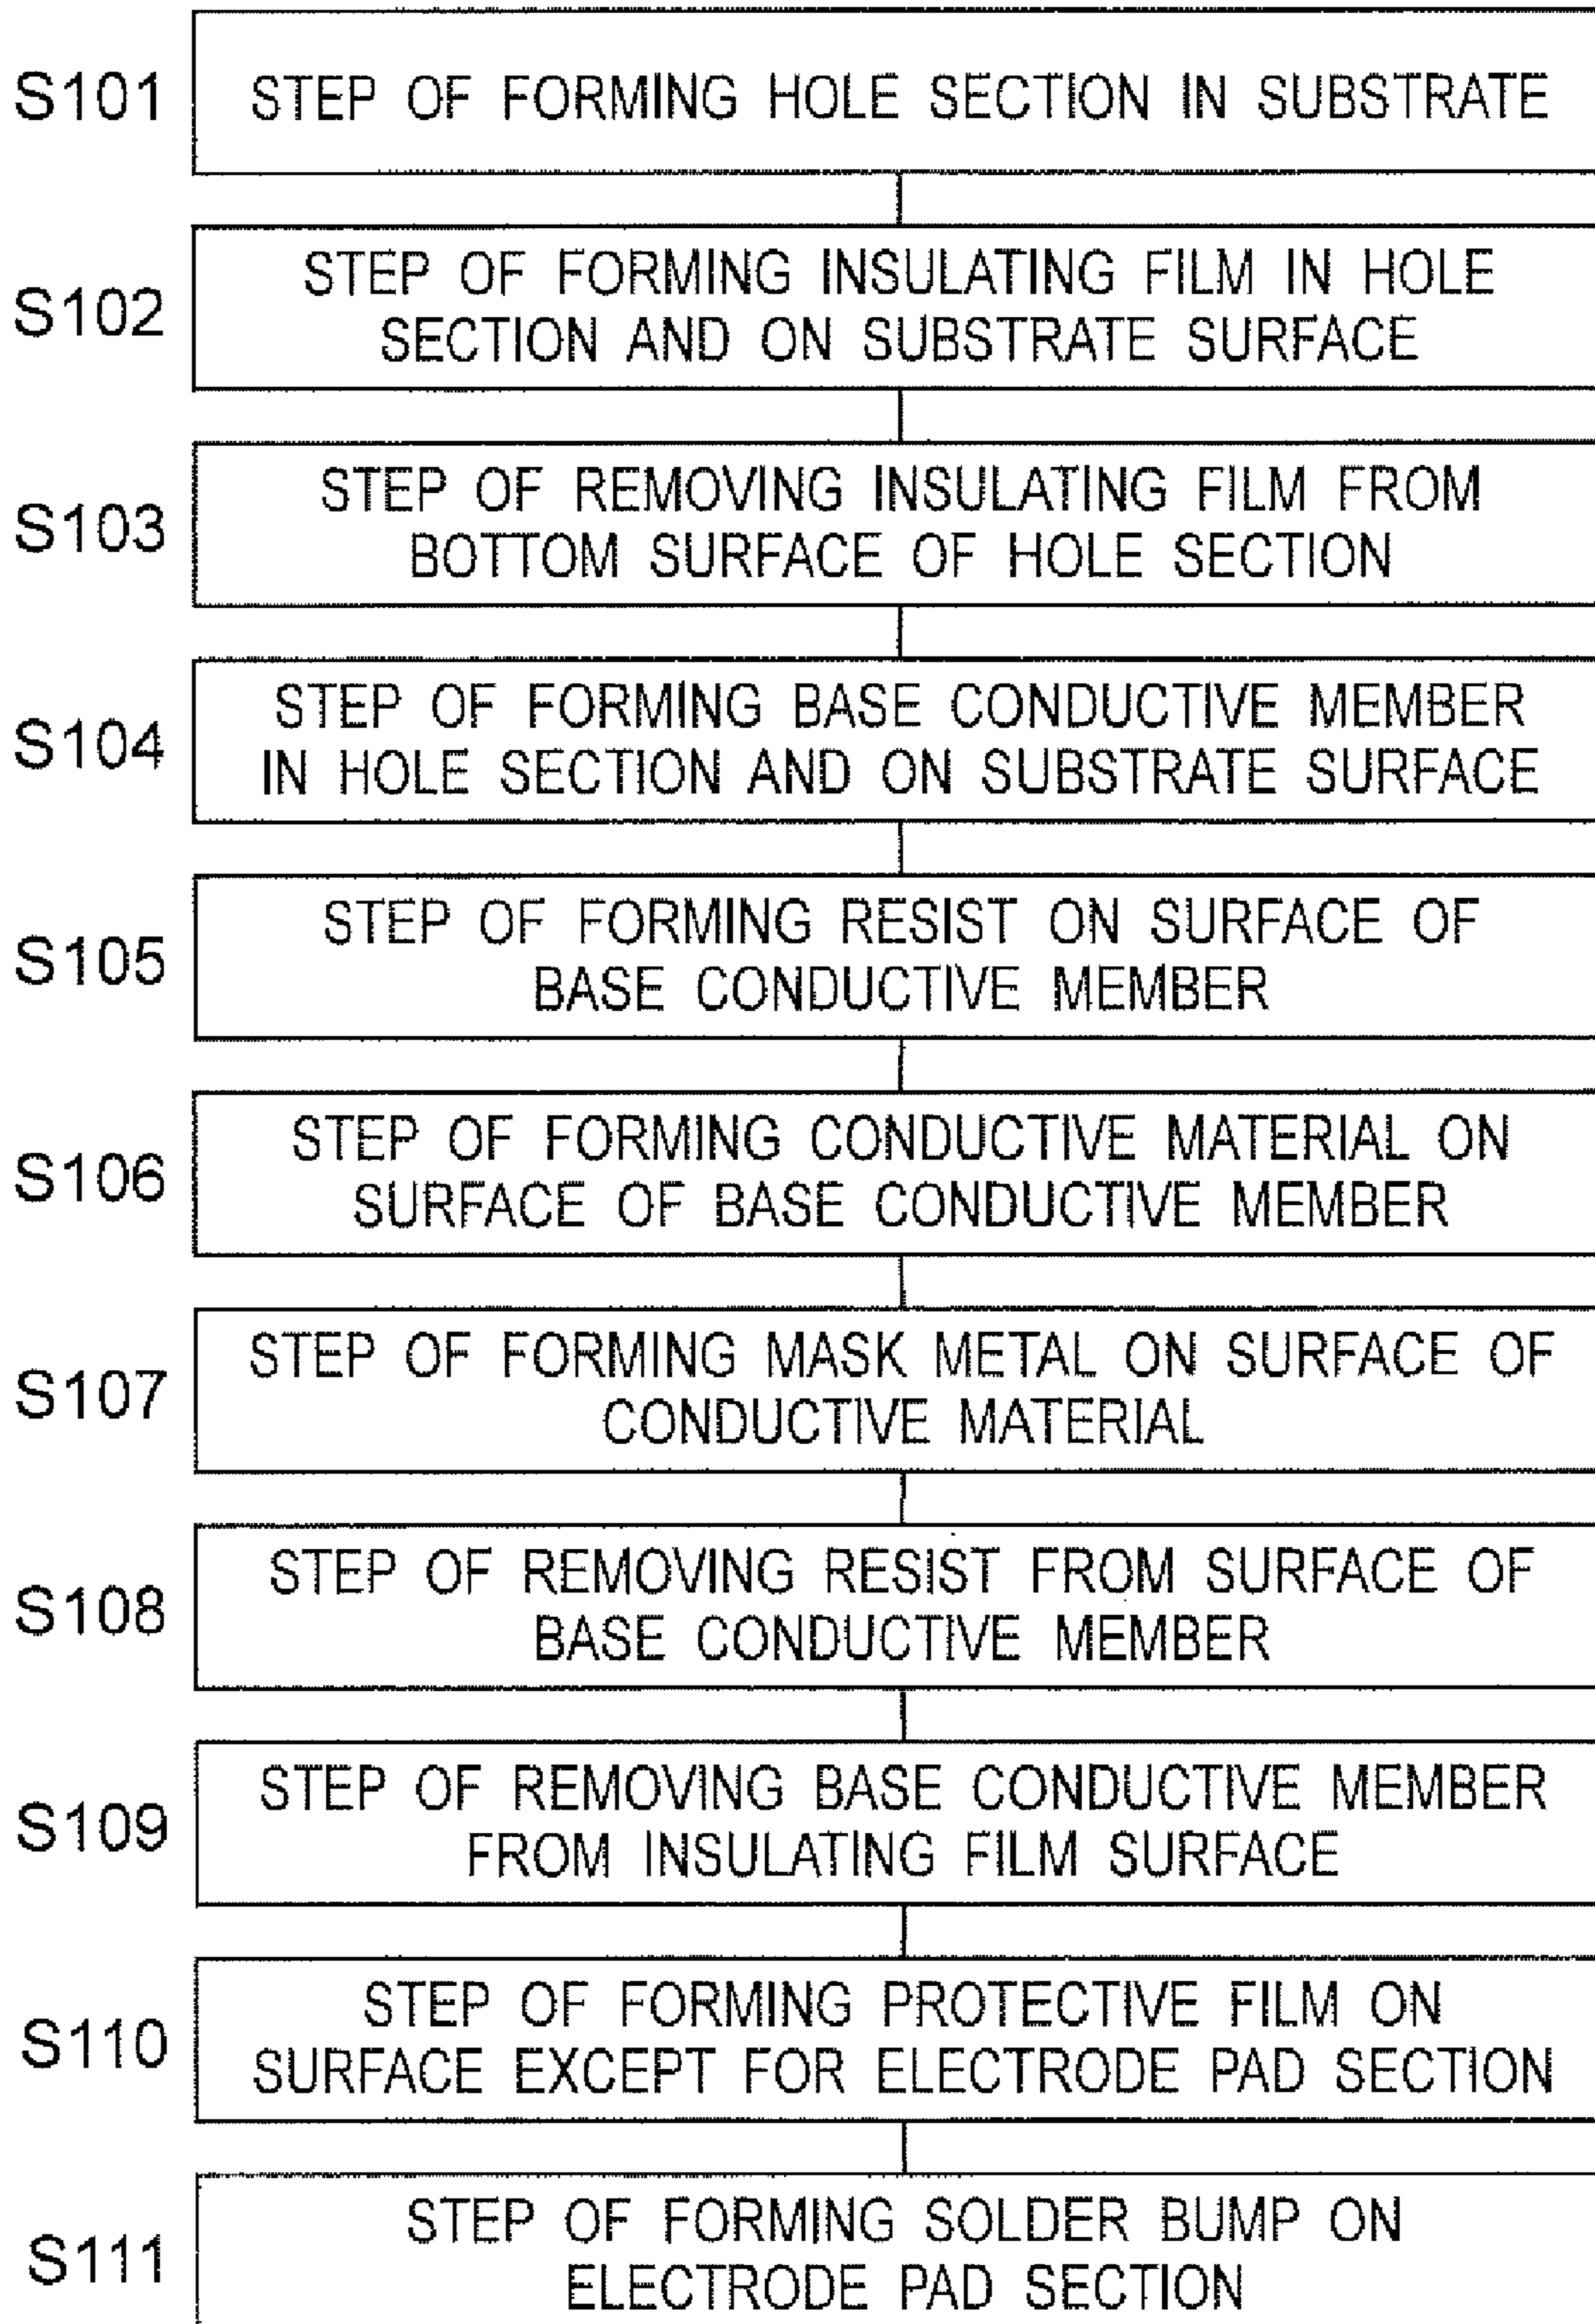 S101 STEP OF FORMING HOLE SECTION IN SUBSTRATE
S102 STEP OF FORMING INSULATING FILM IN HOLE
SECTION AND ON SUBSTRATE SURFACE
S103 STEP OF REMOVING INSULATING FILM FROM
BOTTOM SURFACE OF HOLE SECTION
S104 STEP OF FORMING BASE CONDUCTIVE MEMBER
IN HOLE SECTION AND ON SUBSTRATE SURFACE
S105 STEP OF FORMING RESIST ON SURFACE OF
BASE CONDUCTIVE MEMBER
S106 STEP OF FORMING CONDUCTIVE MATERIAL ON
SURFACE OF BASE CONDUCTIVE MEMBER
S107 STEP OF FORMING MASK METAL ON SURFACE OF
CONDUCTIVE MATERIAL
S108 STEP OF REMOVING RESIST FROM SURFACE OF
BASE CONDUCTIVE MEMBER
S109 STEP OF REMOVING BASE CONDUCTIVE MEMBER
FROM INSULATING FILM SURFACE
S110 STEP OF FORMING PROTECTIVE FILM ON
SURFACE EXCEPT FOR ELECTRODE PAD SECTION
S111 STEP OF FORMING SOLDER BUMP ON
ELECTRODE PAD SECTION